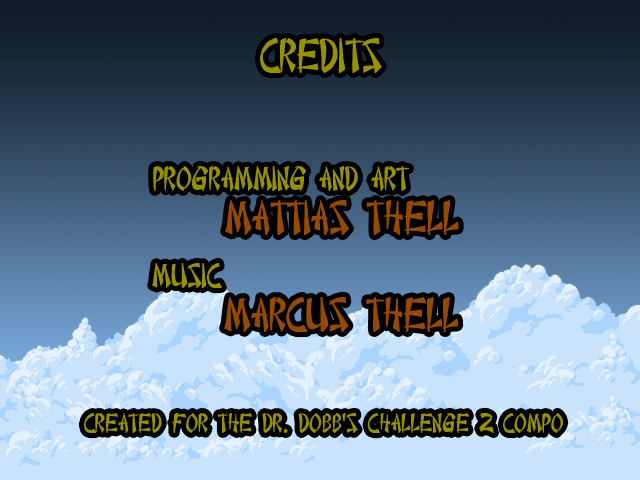 CREDITS
PROGRAMMING AND ART
MATTIAS THELL
MUSIC
MARCUS THELL
CREATED FOR THE DR. DOBB'S CHALLENGE 2 COMPO